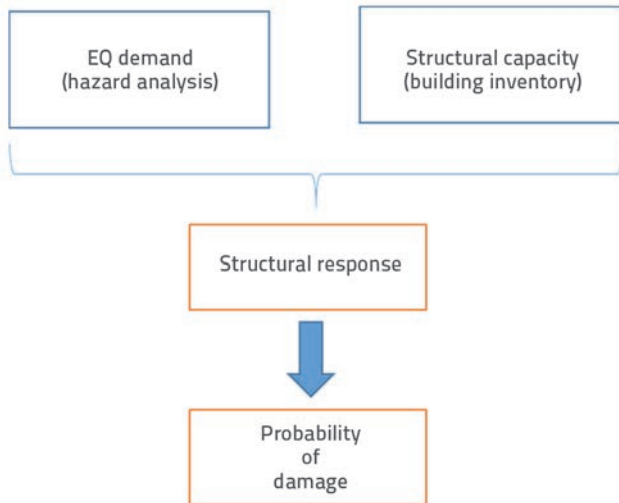 EQ demand
(hazard analysis)
Structural capacity
(building inventory)
Structural response
Probability
of
damage